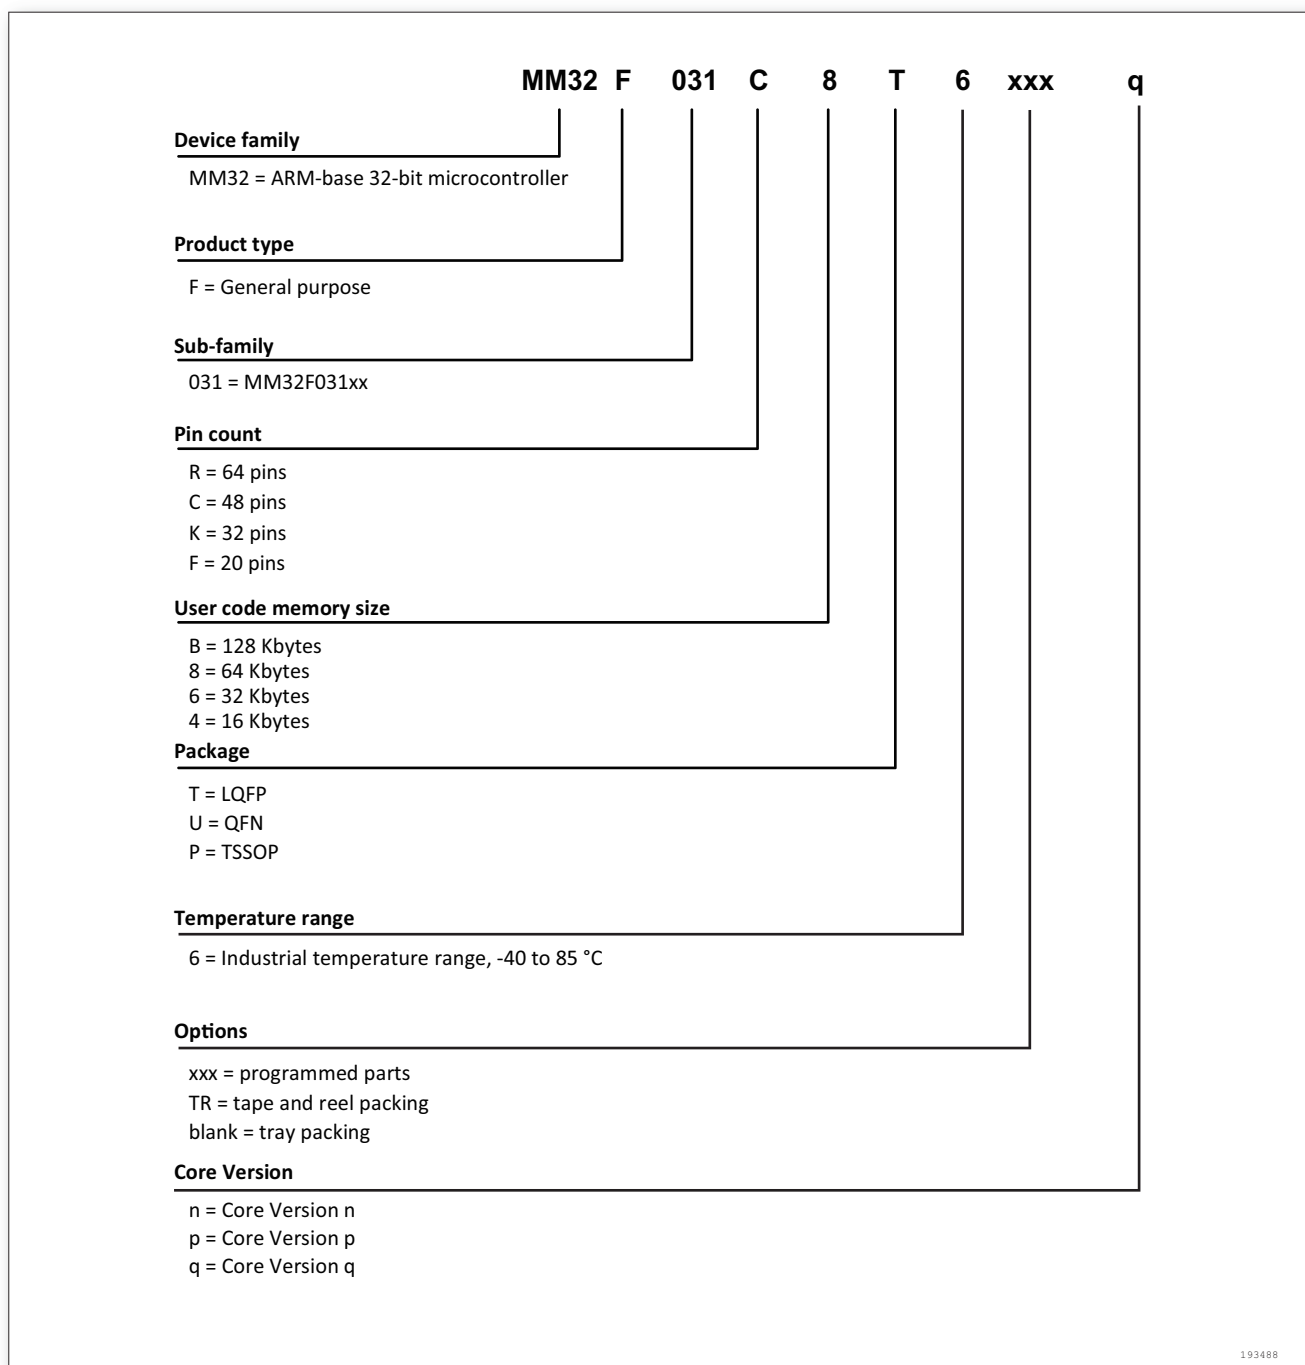 MM32 F 031 C 8 T 6 xxx q
Device family
MM32 = ARM-base 32-bit microcontroller
Product type
F = General purpose
Sub-family
031 = MM32F031xx
Pin count
R = 64 pins
C = 48 pins
K = 32 pins
F = 20 pins
User code memory size
B = 128 Kbytes
8 = 64 Kbytes
6 = 32 Kbytes
4 = 16 Kbytes
Package
T = LQFP
U = QFN
P = TSSOP
Temperature range
6 = Industrial temperature range, -40 to 85 °C
Options
xxx = programmed parts
TR = tape and reel packing
blank = tray packing
Core Version
n = Core Version n
p = Core Version p
q = Core Version q
193488